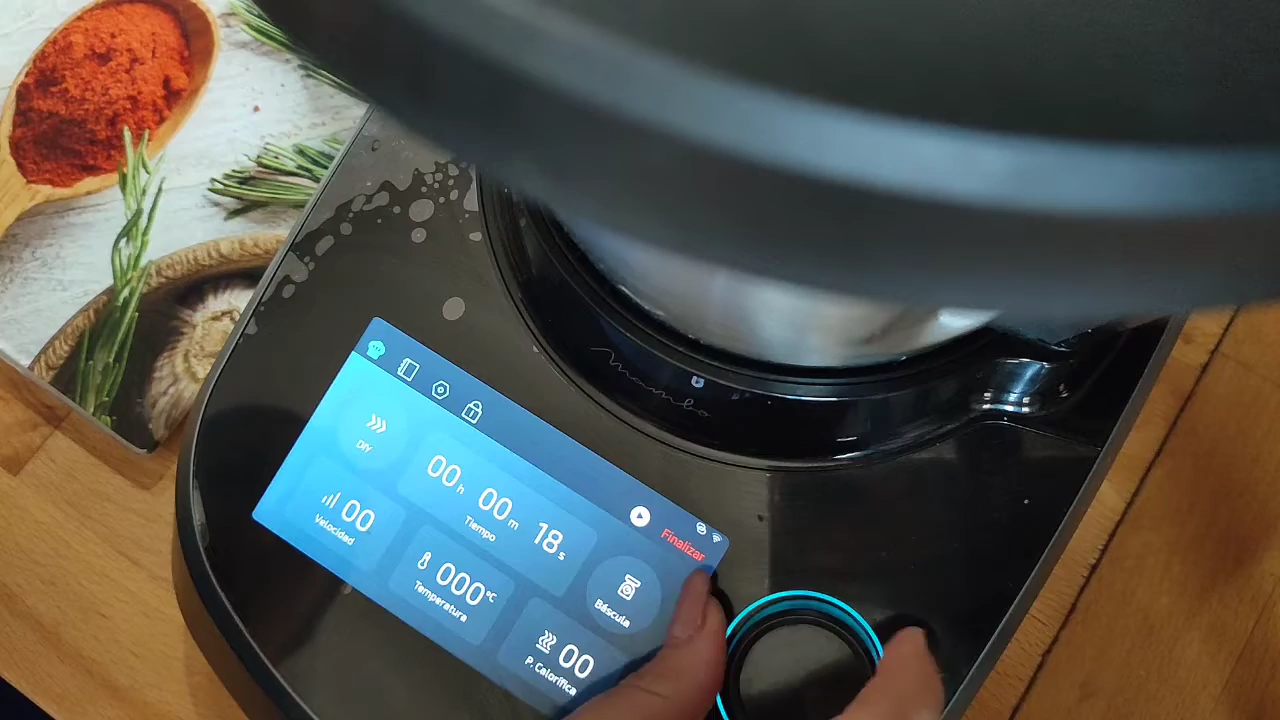 Mambo
Finalizar
DIY
00h 00m 18s
Tiempo
Báscula
00
Velocidad
000°C
Temperatura
00
P. Calorífica